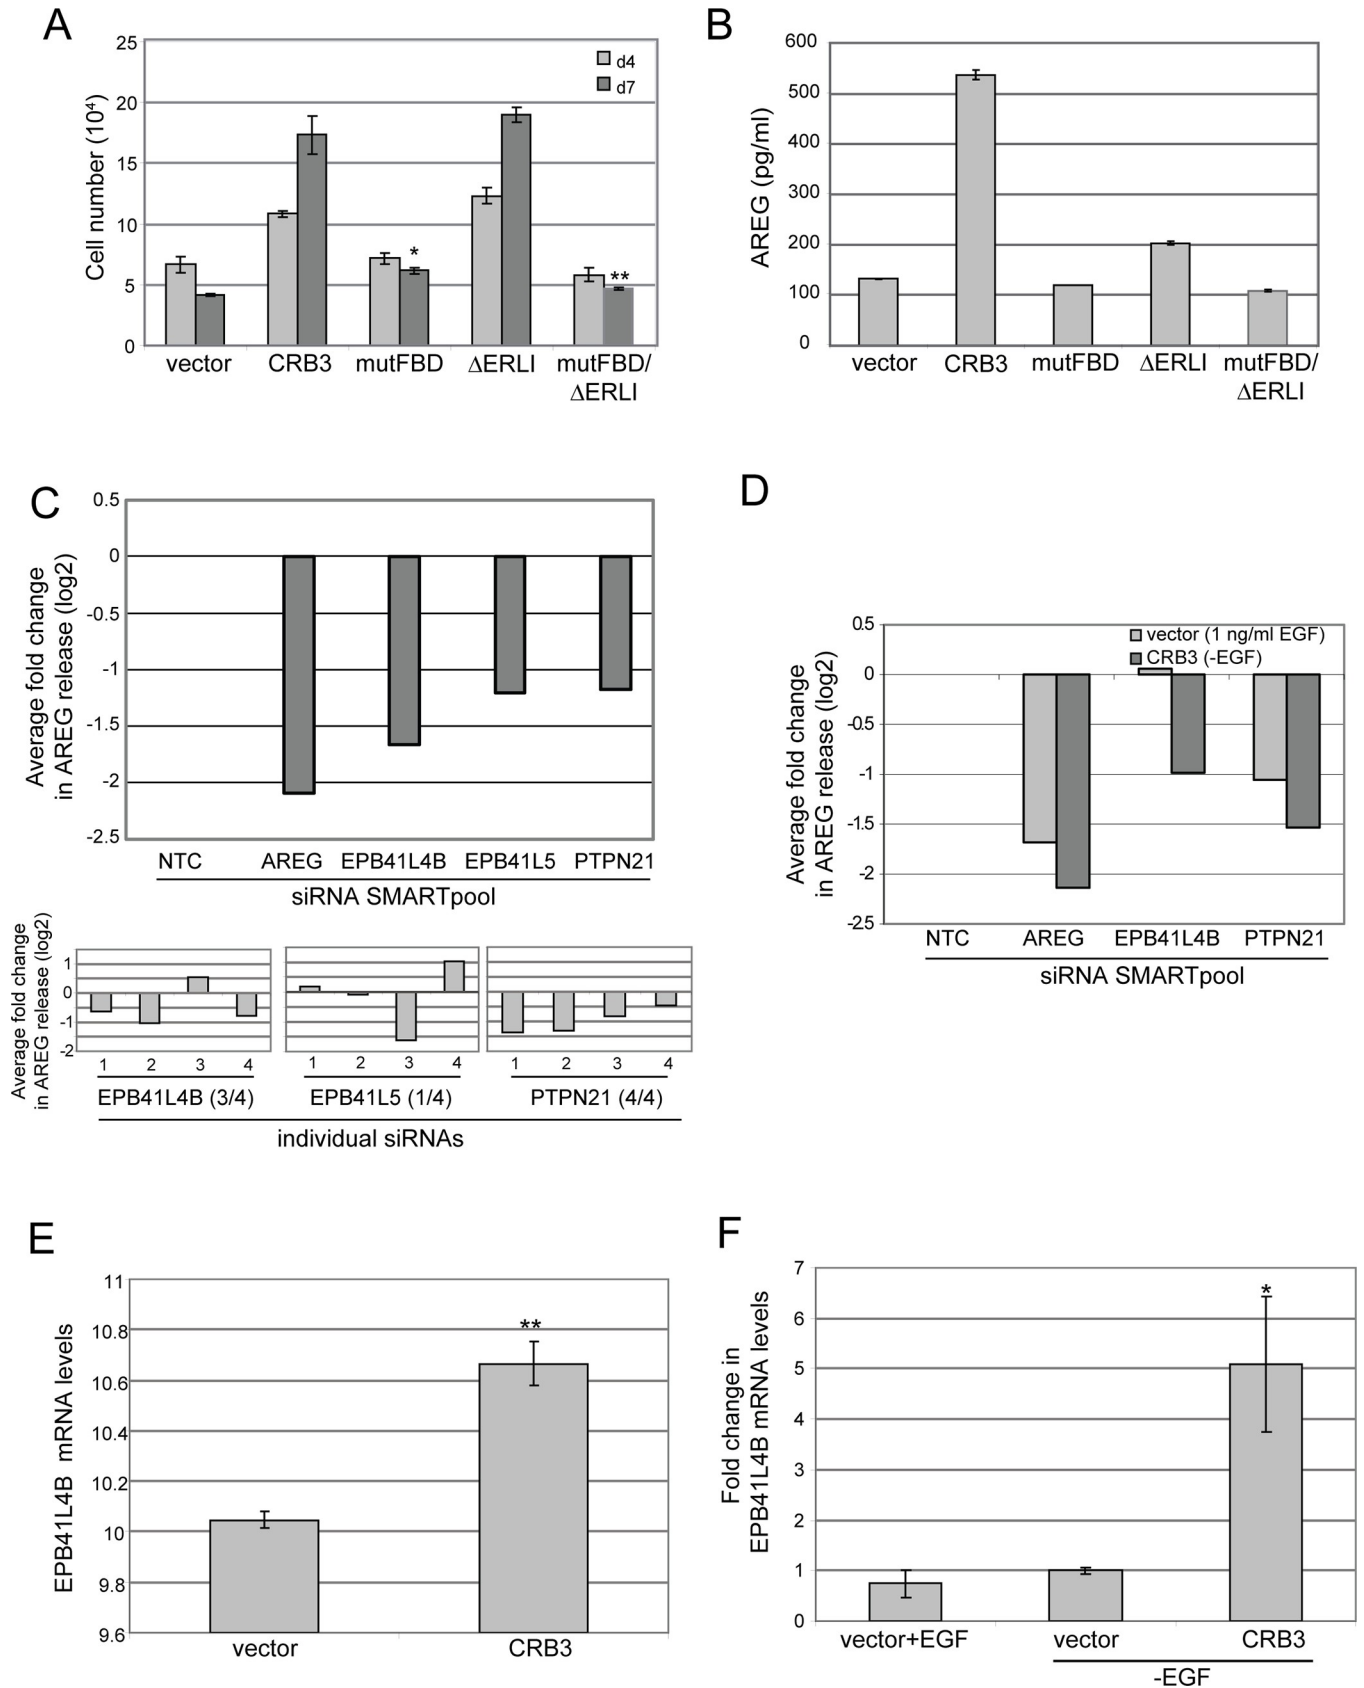 A
25
20
15
10
5
0
Cell number (10⁴)
d4
d7
*
**
vector CRB3 mutFBD ΔERLI mutFBD/
ΔERLI
B
600
500
400
300
200
100
0
AREG (pg/ml)
vector CRB3 mutFBD ΔERLI mutFBD/
ΔERLI
C
0.5
0
-0.5
-1
-1.5
-2
-2.5
Average fold change
in AREG release (log2)
NTC AREG EPB41L4B EPB41L5 PTPN21
siRNA SMARTpool
Average fold change
in AREG release (log2)
1
0
-1
-2
1 2 3 4 1 2 3 4 1 2 3 4
EPB41L4B (3/4) EPB41L5 (1/4) PTPN21 (4/4)
individual siRNAs
D
0.5
0
-0.5
-1
-1.5
-2
-25
Average fold change
in AREG release (log2)
vector (1 ng/ml EGF)
CRB3 (-EGF)
NTC AREG EPB41L4B PTPN21
siRNA SMARTpool
E
11
10.8
10.6
10.4
10.2
10
9.8
9.6
EPB41L4B mRNA levels
**
vector CRB3
F
7
6
5
4
3
2
1
0
Fold change in
EPB41L4B mRNA levels
*
vector+EGF vector CRB3
-EGF